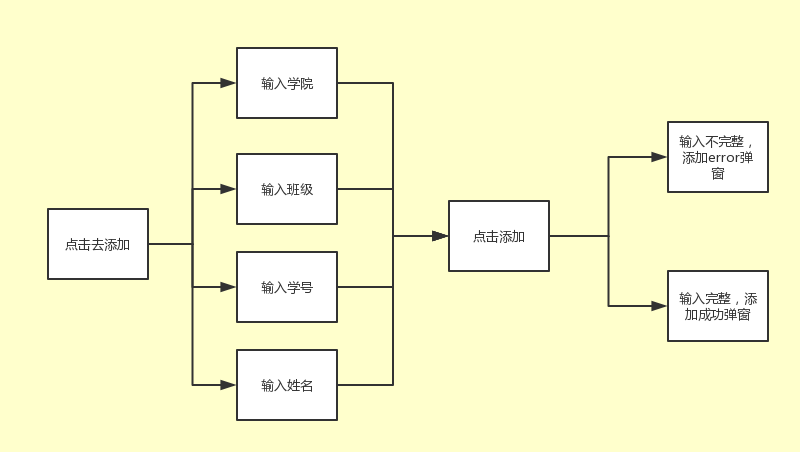 输入学院
输入班级
点击去添加
输入学号
输入姓名
点击添加
输入不完整，
添加error弹
窗
输入完整，添
加成功弹窗